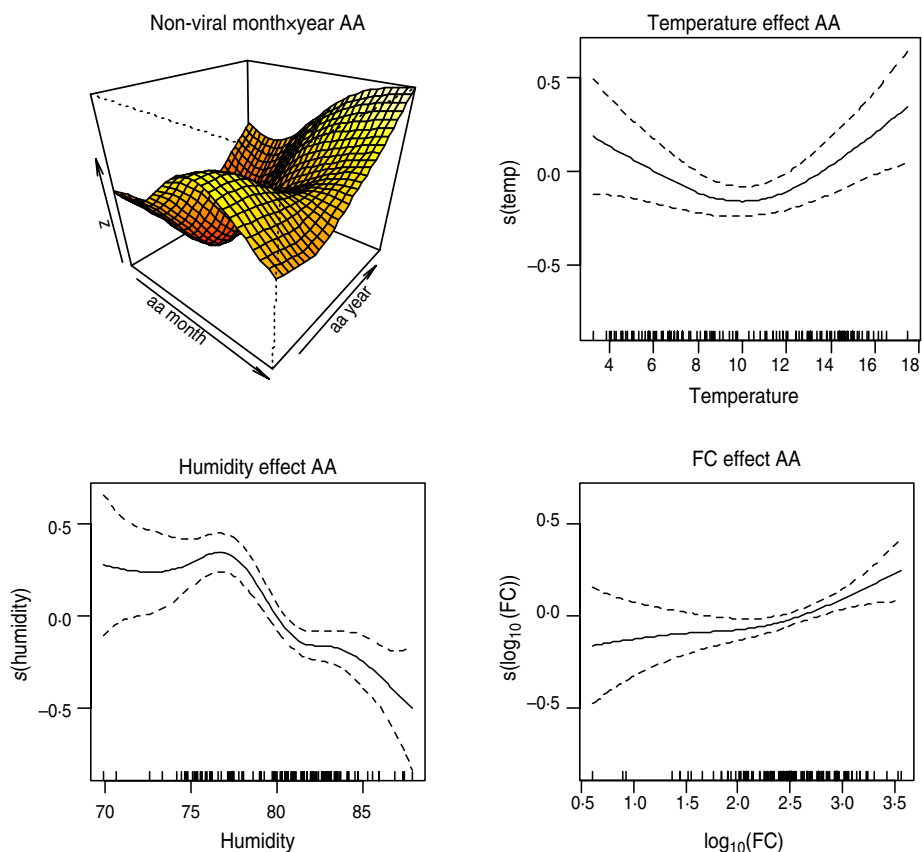 Non-viral month×year AA
z
aa month
aa year
Temperature effect AA
s(temp)
0·5
0·0
−0·5
4 6 8 10 12 14 16 18
Temperature
Humidity effect AA
s(humidity)
0·5
0·0
−0·5
70 75 80 85
Humidity
FC effect AA
s(log₁₀(FC))
0·5
0·0
−0·5
0·5 1·0 1·5 2·0 2·5 3·0 3·5
log₁₀(FC)